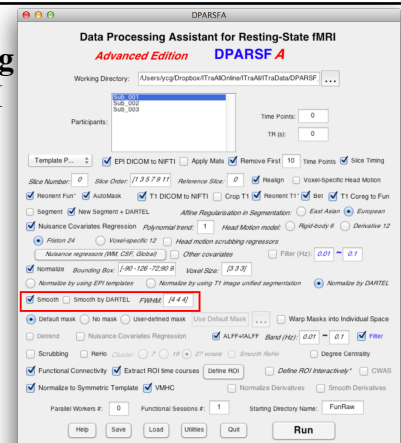 g
DPARSFA
Data Processing Assistant for Resting-State fMRI
Advanced Edition DPARSF A
Working Directory: /Users/ycg/Dropbox/ITraAllOnline/ITraAll/ITraData/DPARSF_ ...
Participants: Sub_001
Sub_002
Sub_003
Time Points: 0
TR (s): 0
Template P... EPI DICOM to NIFTI Apply Mats Remove First 10 Time Points Slice Timing
Slice Number: 0 Slice Order: [1 3 5 7 9 11 Reference Slice: 0 Realign Voxel-Specific Head Motion
Reorient Fun* AutoMask T1 DICOM to NIFTI Crop T1 Reorient T1* Bet T1 Coreg to Fun
Segment New Segment + DARTEL Affine Regularisation in Segmentation: East Asian European
Nuisance Covariates Regression Polynomial trend: 1 Head Motion model: Rigid-body 6 Derivative 12
Friston 24 Voxel-specific 12 Head motion scrubbing regressors
Nuisance regressors (WM, CSF, Global) Other covariates Filter (Hz): 0.01 ~ 0.1
Normalize Bounding Box: [-90 -126 -72;90 9 Voxel Size: [3 3 3]
Normalize by using EPI templates Normalize by using T1 image unified segmentation Normalize by DARTEL
Smooth Smooth by DARTEL FWHM: [4 4 4]
Default mask No mask User-defined mask Use Default Mask ... Warp Masks into Individual Space
Detrend Nuisance Covariates Regression ALFF+fALFF Band (Hz): 0.01 ~ 0.1 Filter
Scrubbing ReHo Cluster: 7 19 27 voxels Smooth ReHo Degree Centrality
Functional Connectivity Extract ROI time courses Define ROI Define ROI Interactively* CWAS
Normalize to Symmetric Template VMHC Normalize Derivatives Smooth Derivatives
Parallel Workers #: 0 Functional Sessions #: 1 Starting Directory Name: FunRaw
Help Save Load Utilities Quit Run